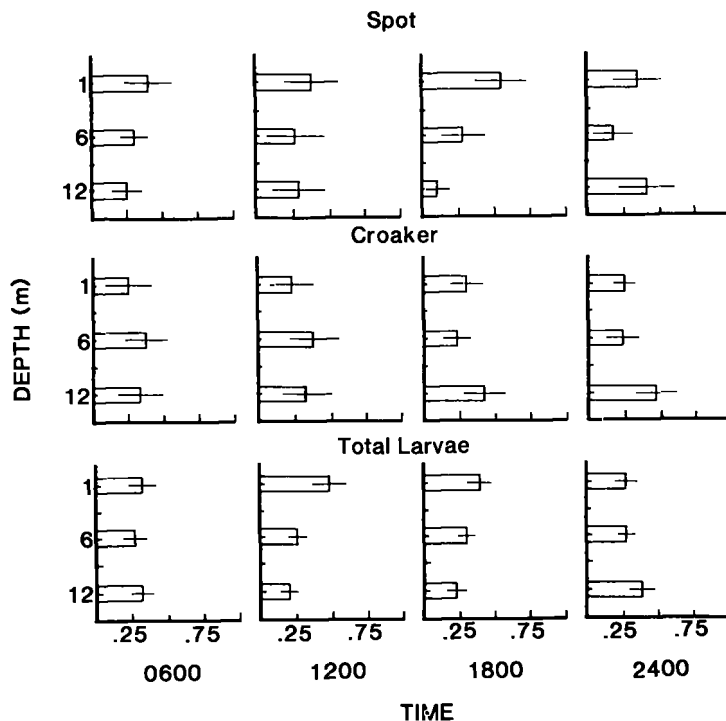 Spot
1
6
12
Croaker
1
6
12
DEPTH (m)
Total Larvae
1
6
12
.25 .75 .25 .75 .25 .75 .25 .75
0600 1200 1800 2400
TIME